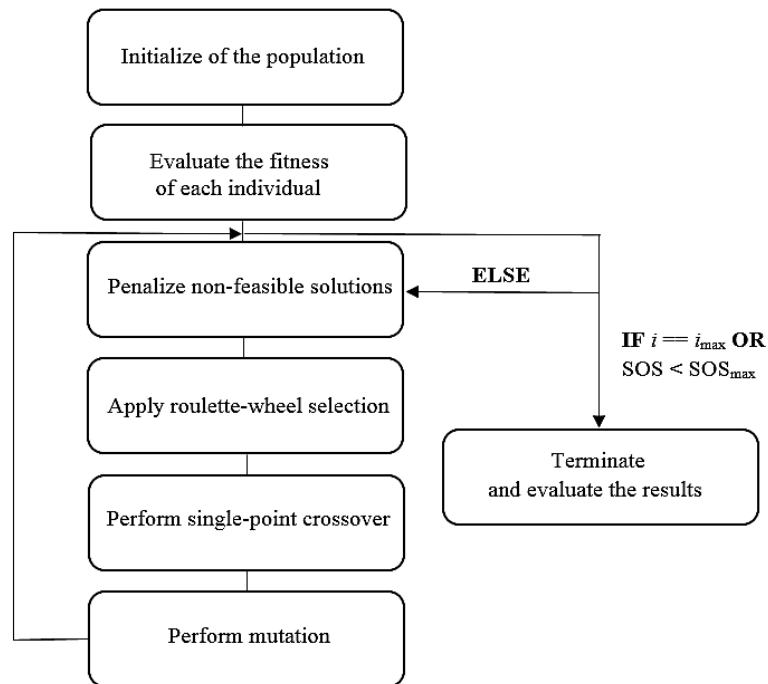 Initialize of the population
Evaluate the fitness
of each individual
Penalize non-feasible solutions
ELSE
IF i == imax OR
SOS < SOSmax
Apply roulette-wheel selection
Terminate
and evaluate the results
Perform single-point crossover
Perform mutation